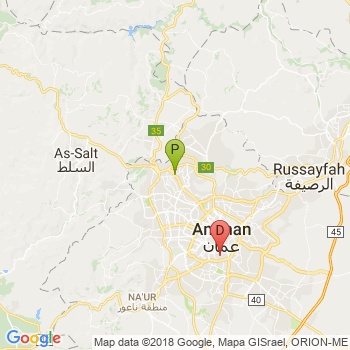 P
35
30
As-Salt
السلط
Russayfah
الرصيفة
Amman
D
عمان
45
NA'UR
منطقة ناعور
40
Map data ©2018 Google, Mapa GISrael, ORION-ME